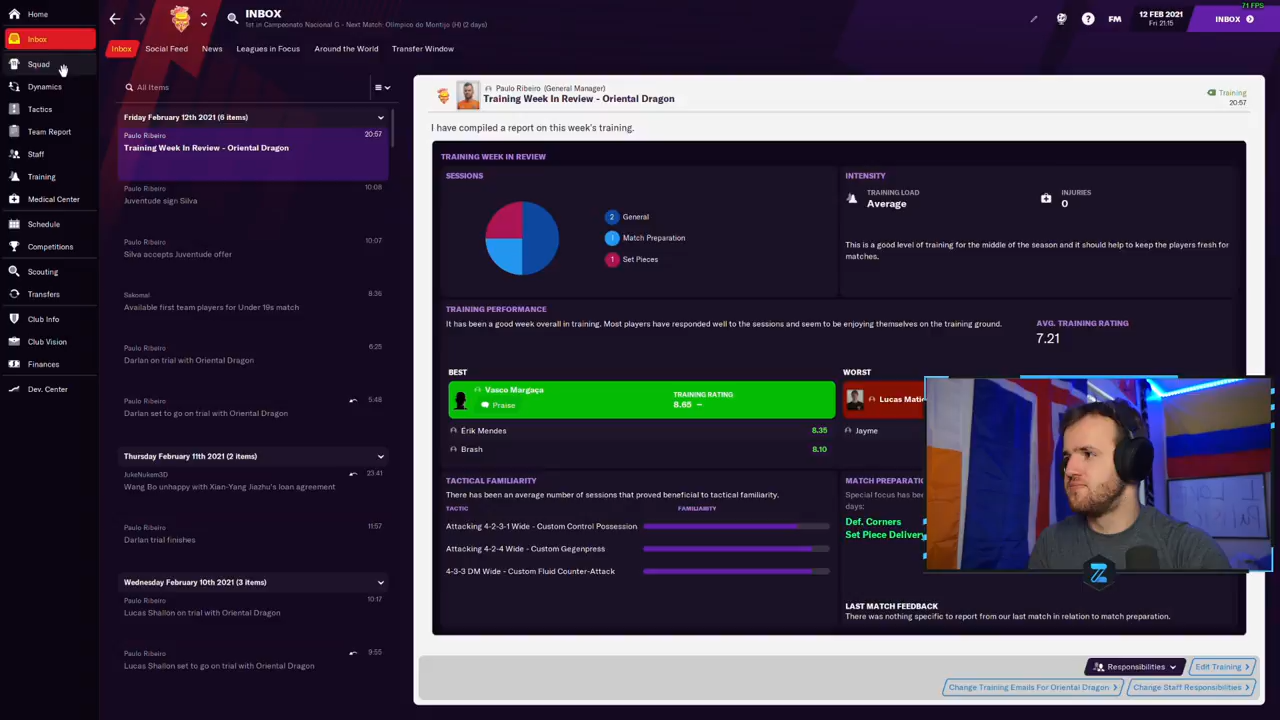 71 FPS
Home
INBOX
1st in Campeonato Nacional G - Next Match: Olímpico do Montijo (H) (2 days)
FM
12 FEB 2021
Fri 21:15
INBOX
Inbox
Squad
Dynamics
Tactics
Team Report
Staff
Training
Medical Center
Schedule
Competitions
Scouting
Transfers
Club Info
Club Vision
Finances
Dev. Center
Inbox
Social Feed
News
Leagues in Focus
Around the World
Transfer Window
All Items
Friday February 12th 2021 (6 items)
Paulo Ribeiro 20:57
Training Week In Review - Oriental Dragon
Paulo Ribeiro 10:08
Juventude sign Silva
Paulo Ribeiro 10:07
Silva accepts Juventude offer
Sakomal 8:36
Available first team players for Under 19s match
Paulo Ribeiro 6:25
Darlan on trial with Oriental Dragon
Paulo Ribeiro 5:48
Darlan set to go on trial with Oriental Dragon
Thursday February 11th 2021 (2 items)
JukeNukem3D 23:41
Wang Bo unhappy with Xian-Yang Jiazhu's loan agreement
Paulo Ribeiro 11:57
Darlan trial finishes
Wednesday February 10th 2021 (3 items)
Paulo Ribeiro 10:17
Lucas Shallon on trial with Oriental Dragon
Paulo Ribeiro 9:55
Lucas Shallon set to go on trial with Oriental Dragon
Paulo Ribeiro (General Manager)
Training Week In Review - Oriental Dragon
Training
20:57
I have compiled a report on this week's training.
TRAINING WEEK IN REVIEW
SESSIONS
2 General
1 Match Preparation
1 Set Pieces
INTENSITY
TRAINING LOAD
Average
INJURIES
0
This is a good level of training for the middle of the season and it should help to keep the players fresh for
matches.
TRAINING PERFORMANCE
It has been a good week overall in training. Most players have responded well to the sessions and seem to be enjoying themselves on the training ground.
AVG. TRAINING RATING
7.21
BEST
Vasco Margaça
Praise
TRAINING RATING
8.65 –
Erik Mendes 8.35
Brash 8.10
WORST
Lucas
Jayme
TACTICAL FAMILIARITY
There has been an average number of sessions that proved beneficial to tactical familiarity.
TACTIC FAMILIARITY
Attacking 4-2-3-1 Wide - Custom Control Possession
Attacking 4-2-4 Wide - Custom Gegenpress
4-3-3 DM Wide - Custom Fluid Counter-Attack
MATCH
Special focus has
days:
Def. Corners
Set Piece Delivery
LAST MATCH FEEDBACK
There was nothing specific to report from our last match in relation to match preparation.
Responsibilities
Edit Training
Change Training Emails For Oriental Dragon
Change Staff Responsibilities